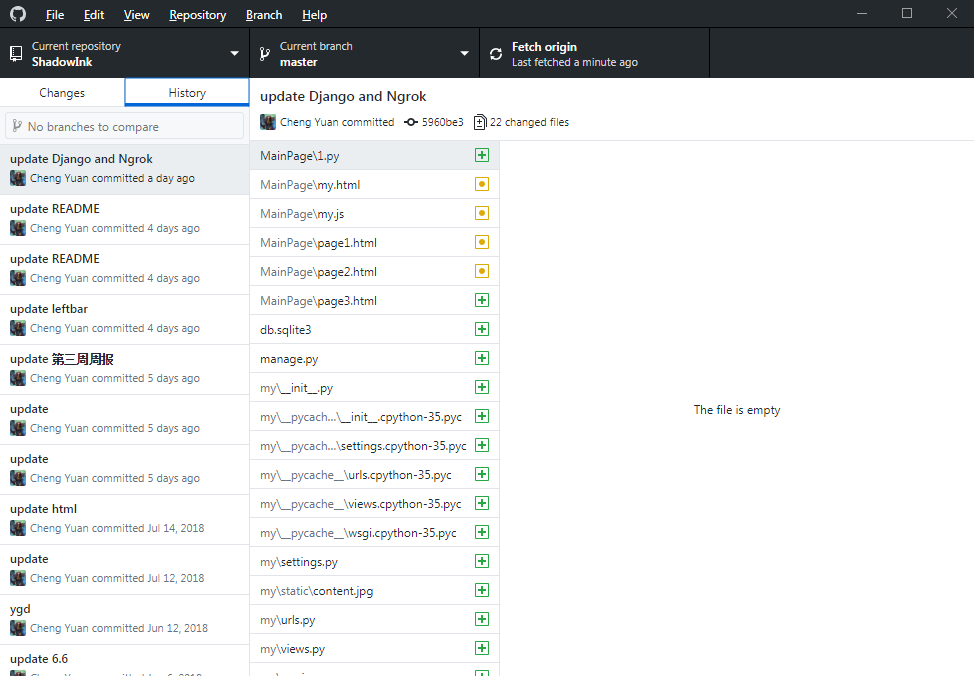 File Edit View Repository Branch Help
Current repository
ShadowInk
Current branch
master
Fetch origin
Last fetched a minute ago
Changes
History
No branches to compare
update Django and Ngrok
Cheng Yuan committed a day ago
update README
Cheng Yuan committed 4 days ago
update README
Cheng Yuan committed 4 days ago
update leftbar
Cheng Yuan committed 4 days ago
update 第三周周报
Cheng Yuan committed 5 days ago
update
Cheng Yuan committed 5 days ago
update
Cheng Yuan committed 5 days ago
update html
Cheng Yuan committed Jul 14, 2018
update
Cheng Yuan committed Jul 12, 2018
ygd
Cheng Yuan committed Jun 12, 2018
update 6.6
update Django and Ngrok
Cheng Yuan committed 5960be3 22 changed files
MainPage\1.py
MainPage\my.html
MainPage\my.js
MainPage\page1.html
MainPage\page2.html
MainPage\page3.html
db.sqlite3
manage.py
my\__init__.py
my\__pycach...\__init__.cpython-35.pyc
my\__pycach...\settings.cpython-35.pyc
my\__pycache__\urls.cpython-35.pyc
my\__pycache__\views.cpython-35.pyc
my\__pycache__\wsgi.cpython-35.pyc
my\settings.py
my\static\content.jpg
my\urls.py
my\views.py
The file is empty